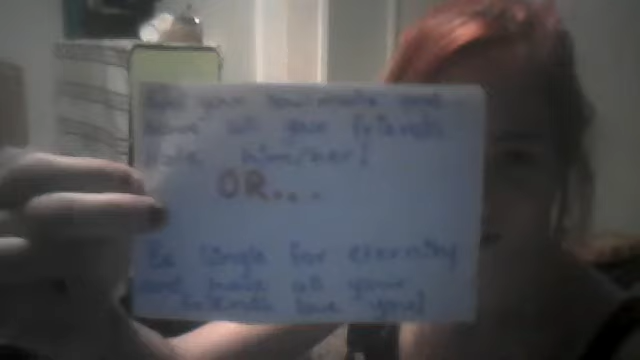 your soulmate and
all your friends
hate him/her!
OR...
Be single for eternity
and have all your
friends love you!